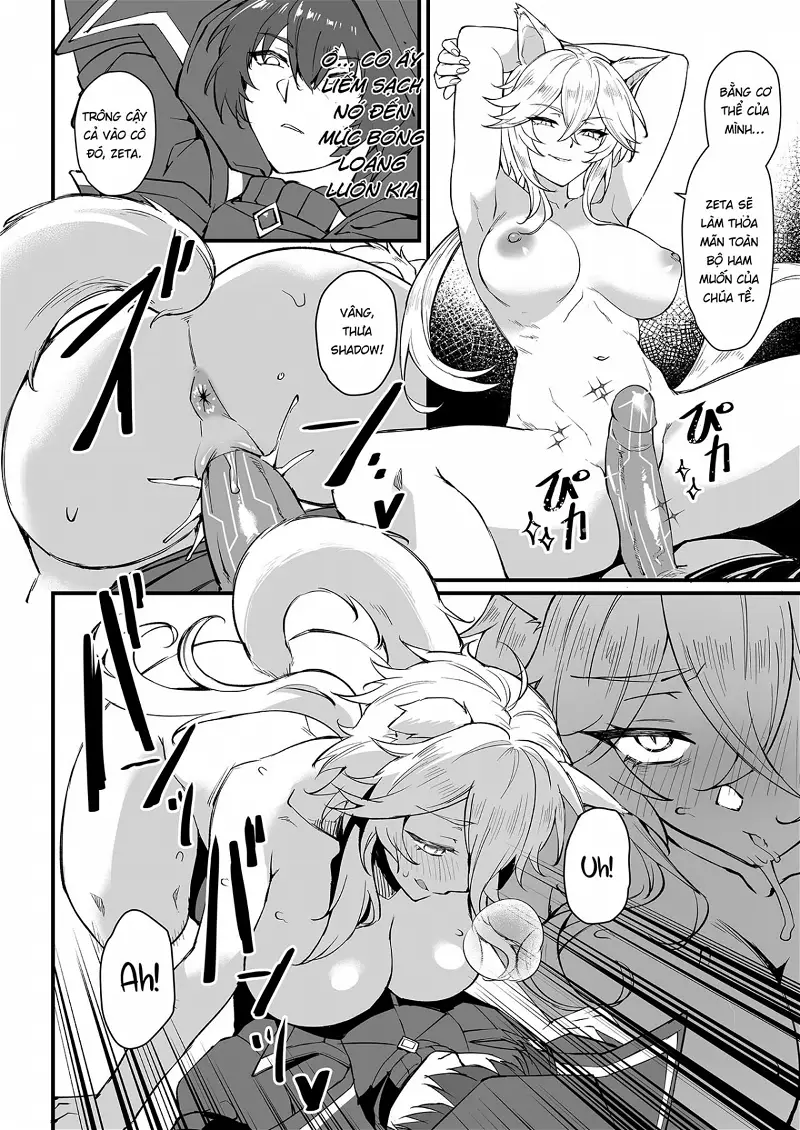 BẰNG CƠ
THỂ CỦA
MÌNH...
ZETA SẼ
LÀM THỎA
MÃN TOÀN
BỘ HAM
MUỐN CỦA
CHÚA TỂ.
Ồ... CÔ ẤY
LIẾM SẠCH
NÓ ĐẾN
MỨC BÓNG
LOÁNG
LUÔN KIA
TRÔNG CẬY
CẢ VÀO CÔ
ĐÓ, ZETA.
ぴカ
ぴカ
VÂNG,
THƯA
SHADOW!
Uh!
Ah!